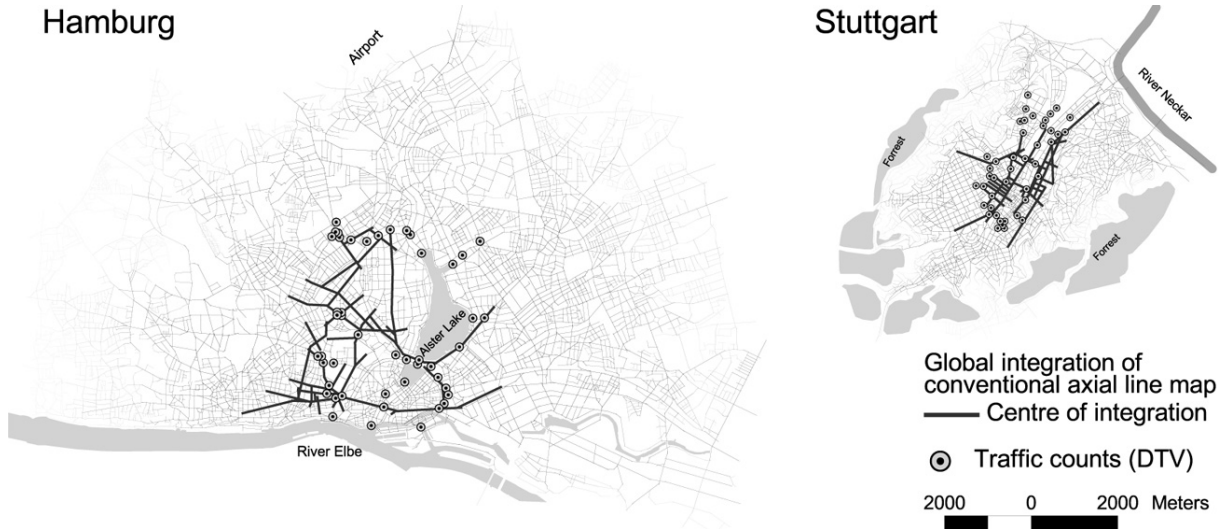 Hamburg
Airport
Alster Lake
River Elbe
Stuttgart
River Neckar
Forrest
Forrest
Global integration of
conventional axial line map
Centre of integration
Traffic counts (DTV)
2000 0 2000 Meters